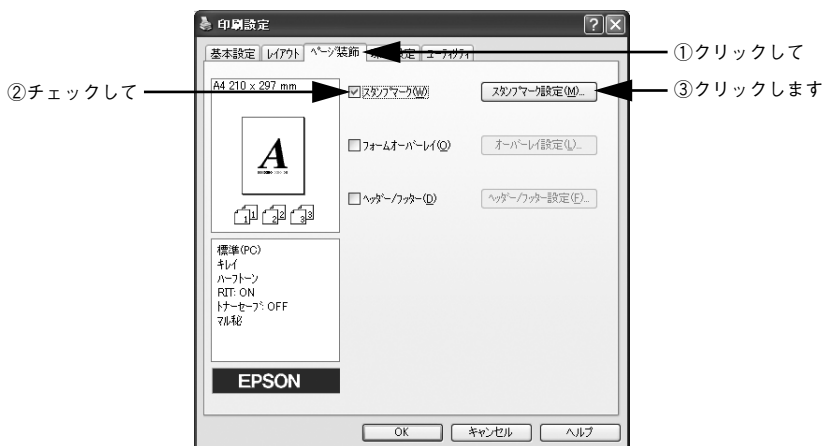 印刷設定
基本設定 レイアウト ページ装飾 設定 ユーティリティ
①クリックして
②チェックして
A4 210 x 297 mm
スタンプマーク(W)
スタンプマーク設定(M)...
③クリックします
A
フォームオーバーレイ(O)
オーバーレイ設定(L)...
ヘッダー/フッター(D)
ヘッダー/フッター設定(F)...
1 1 2 2 3 3
標準(PC)
キレイ
ハーフトーン
RIT: ON
トナーセーブ: OFF
マル秘
EPSON
OK キャンセル ヘルプ